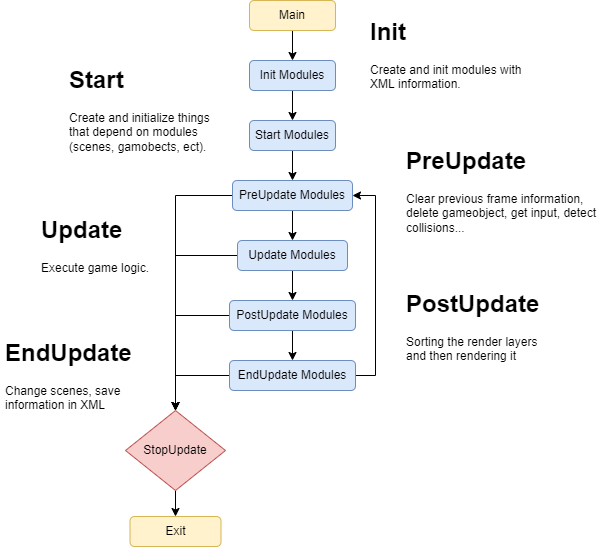 Main
Init
Init Modules
Create and init modules with
XML information.
Start
Create and initialize things
that depend on modules
(scenes, gamobects, ect).
Start Modules
PreUpdate
PreUpdate Modules
Clear previous frame information,
delete gameobject, get input, detect
collisions...
Update
Update Modules
Execute game logic.
PostUpdate
PostUpdate Modules
Sorting the render layers
and then rendering it
EndUpdate
EndUpdate Modules
Change scenes, save
information in XML
StopUpdate
Exit